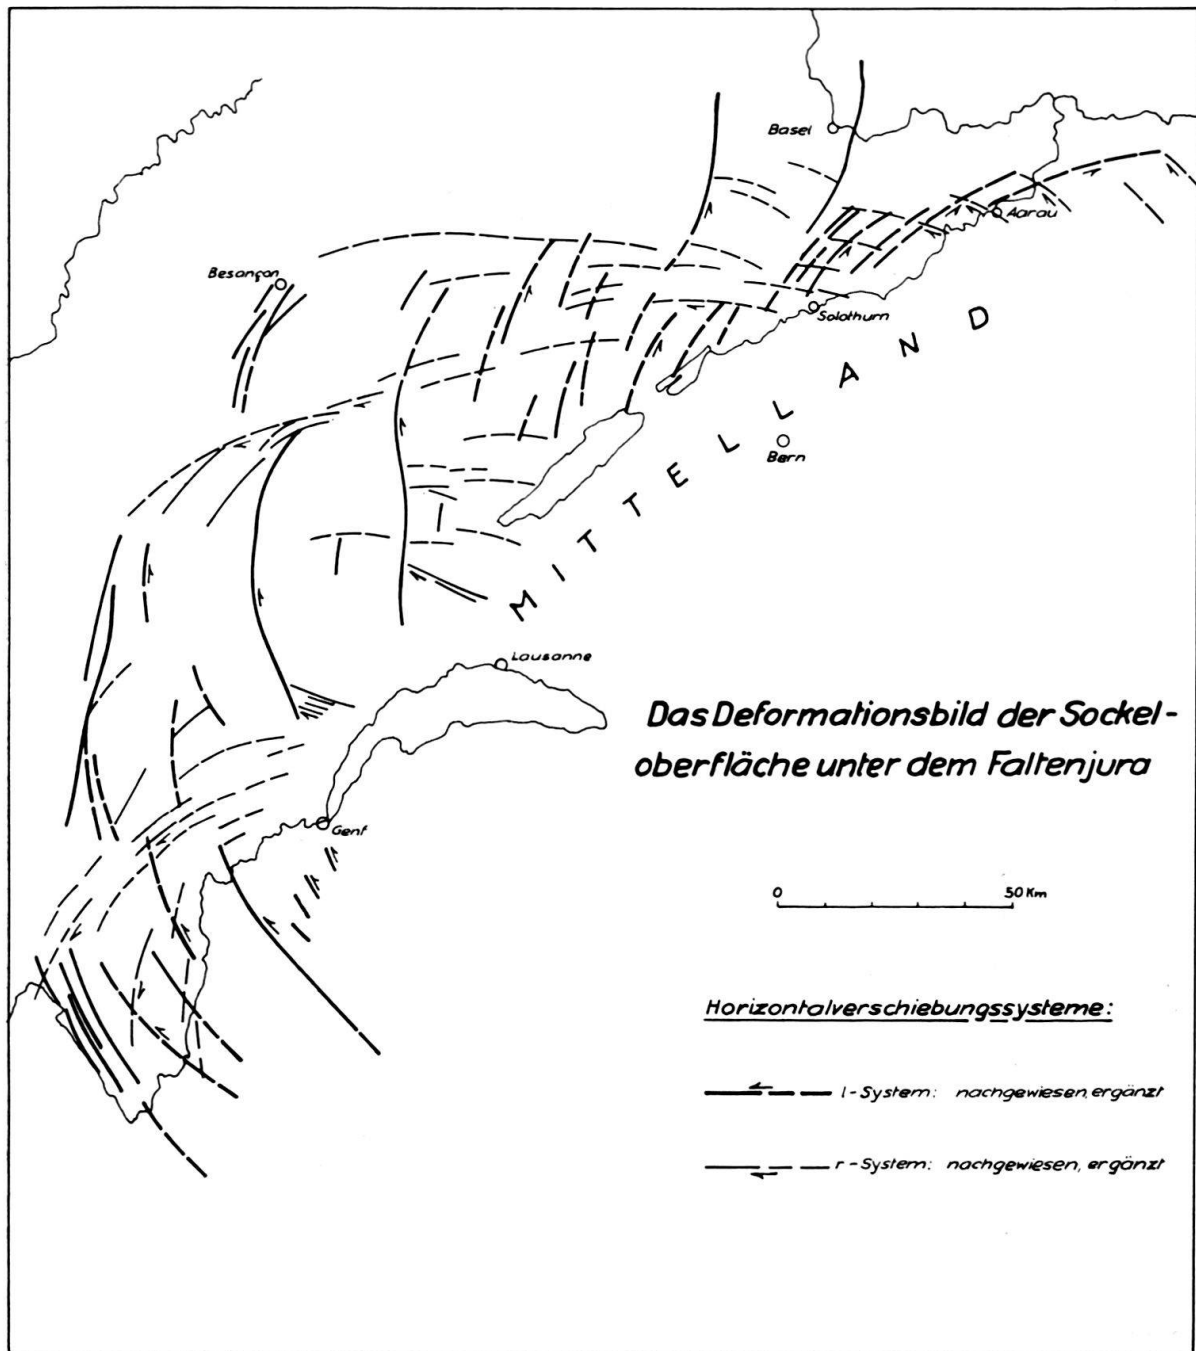 Basel
Aarau
Besançon
Solothurn
MITTELLAND
Bern
Lausanne
Das Deformationsbild der Sockel-
oberfläche unter dem Faltenjura
Genf
0 50 Km
Horizontalverschiebungssysteme:
l-System: nachgewiesen, ergänzt
r-System: nachgewiesen, ergänzt